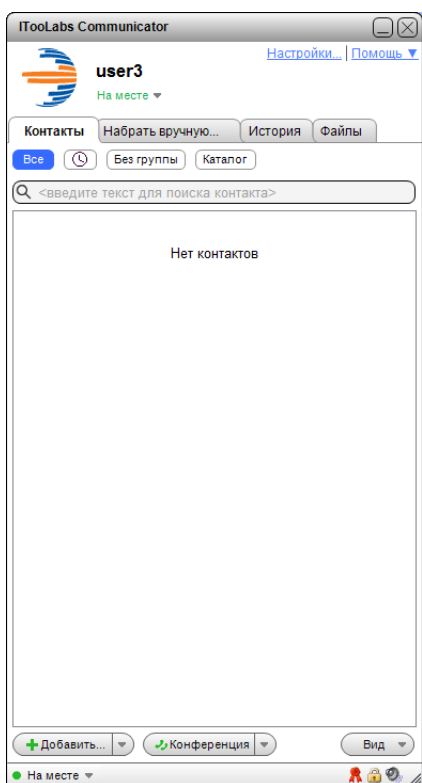 ITooLabs Communicator
Настройки... Помощь ▼
user3
На месте
Контакты Набрать вручную... История Файлы
Все Без группы Каталог
<введите текст для поиска контакта>
Нет контактов
Добавить... Конференция Вид
На месте